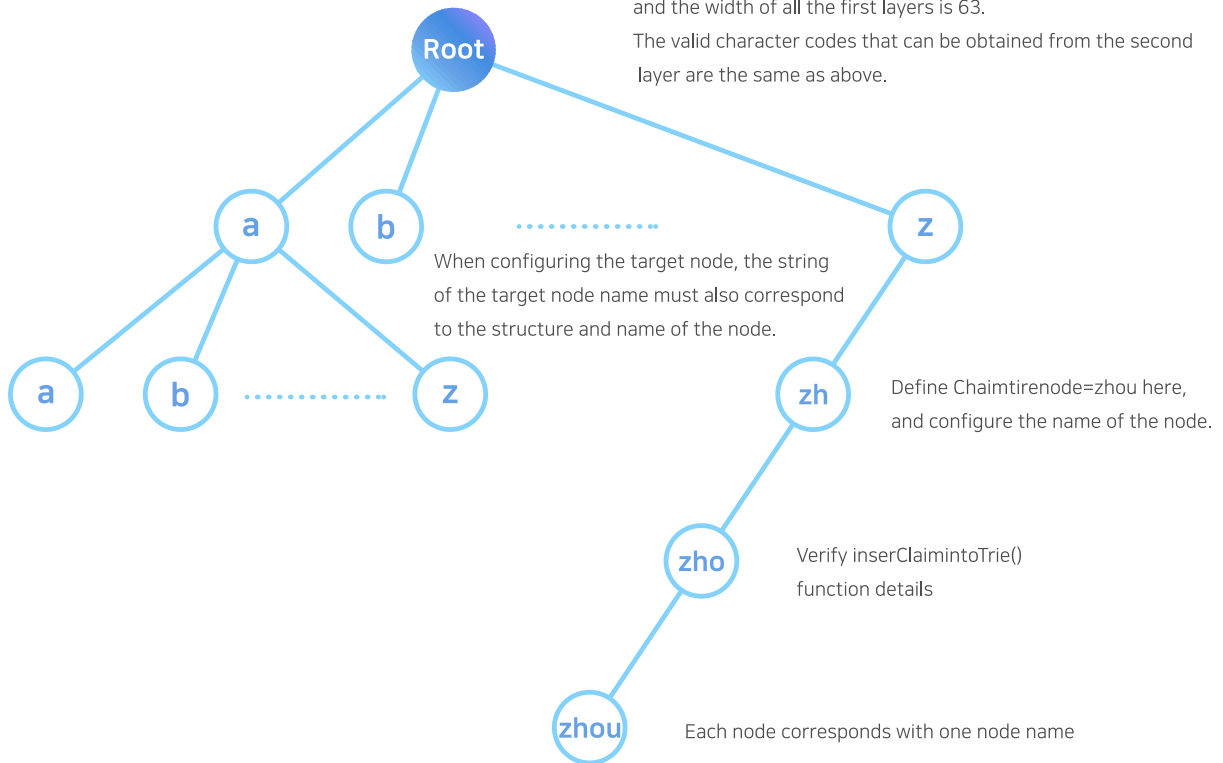 and the width of all the first layers is 63.
The valid character codes that can be obtained from the second
layer are the same as above.
Root
a
b
z
When configuring the target node, the string
of the target node name must also correspond
to the structure and name of the node.
a
b
z
zh
Define Chaimtirenode=zhou here,
and configure the name of the node.
zho
Verify inserClaimintoTrie()
function details
zhou
Each node corresponds with one node name